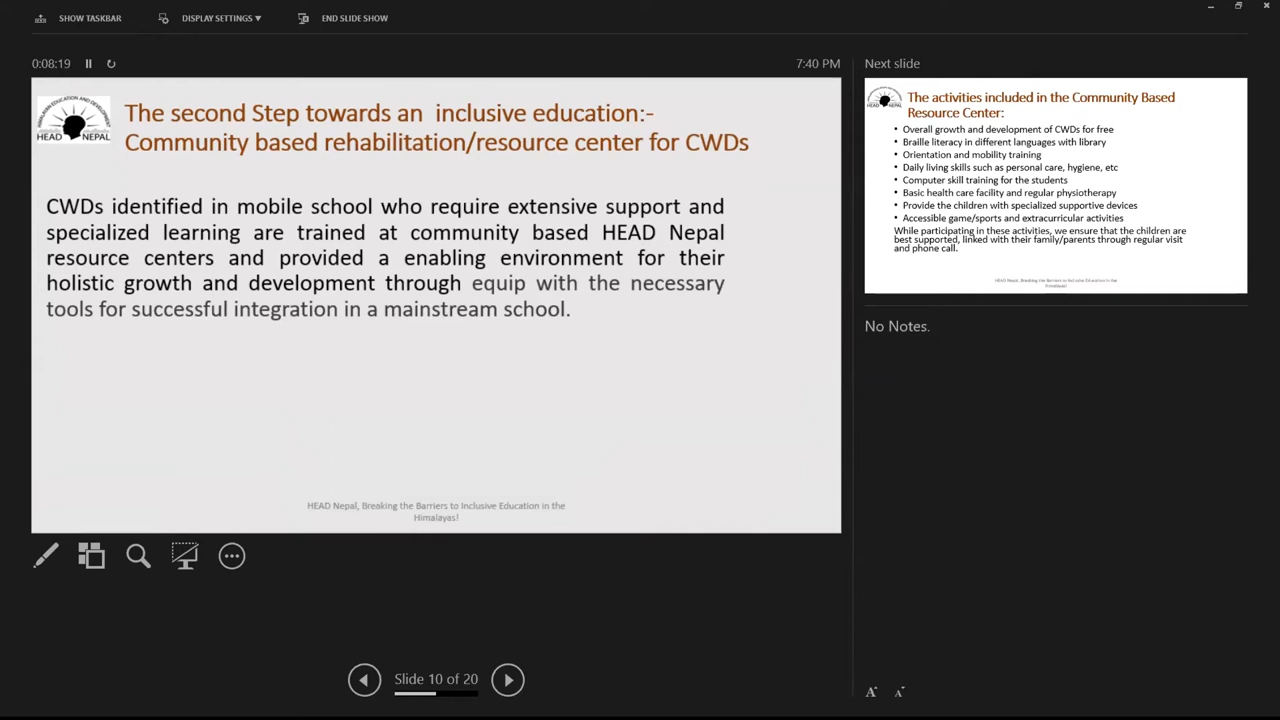 SHOW TASKBAR
DISPLAY SETTINGS ▼
END SLIDE SHOW
0:08:19
7:40 PM
HIMALAYAN EDUCATION AND DEVELOPMENT
HEAD NEPAL
The second Step towards an inclusive education:-
Community based rehabilitation/resource center for CWDs
CWDs identified in mobile school who require extensive support and
specialized learning are trained at community based HEAD Nepal
resource centers and provided a enabling environment for their
holistic growth and development through equip with the necessary
tools for successful integration in a mainstream school.
HEAD Nepal, Breaking the Barriers to Inclusive Education in the
Himalayas!
Slide 10 of 20
Next slide
HEAD NEPAL
The activities included in the Community Based
Resource Center:
• Overall growth and development of CWDs for free
• Braille literacy in different languages with library
• Orientation and mobility training
• Daily living skills such as personal care, hygiene, etc
• Computer skill training for the students
• Basic health care facility and regular physiotherapy
• Provide the children with specialized supportive devices
• Accessible game/sports and extracurricular activities
While participating in these activities, we ensure that the children are
best supported, linked with their family/parents through regular visit
and phone call.
HEAD Nepal, Breaking the Barriers to Inclusive Education in the
Himalayas!
No Notes.
A A